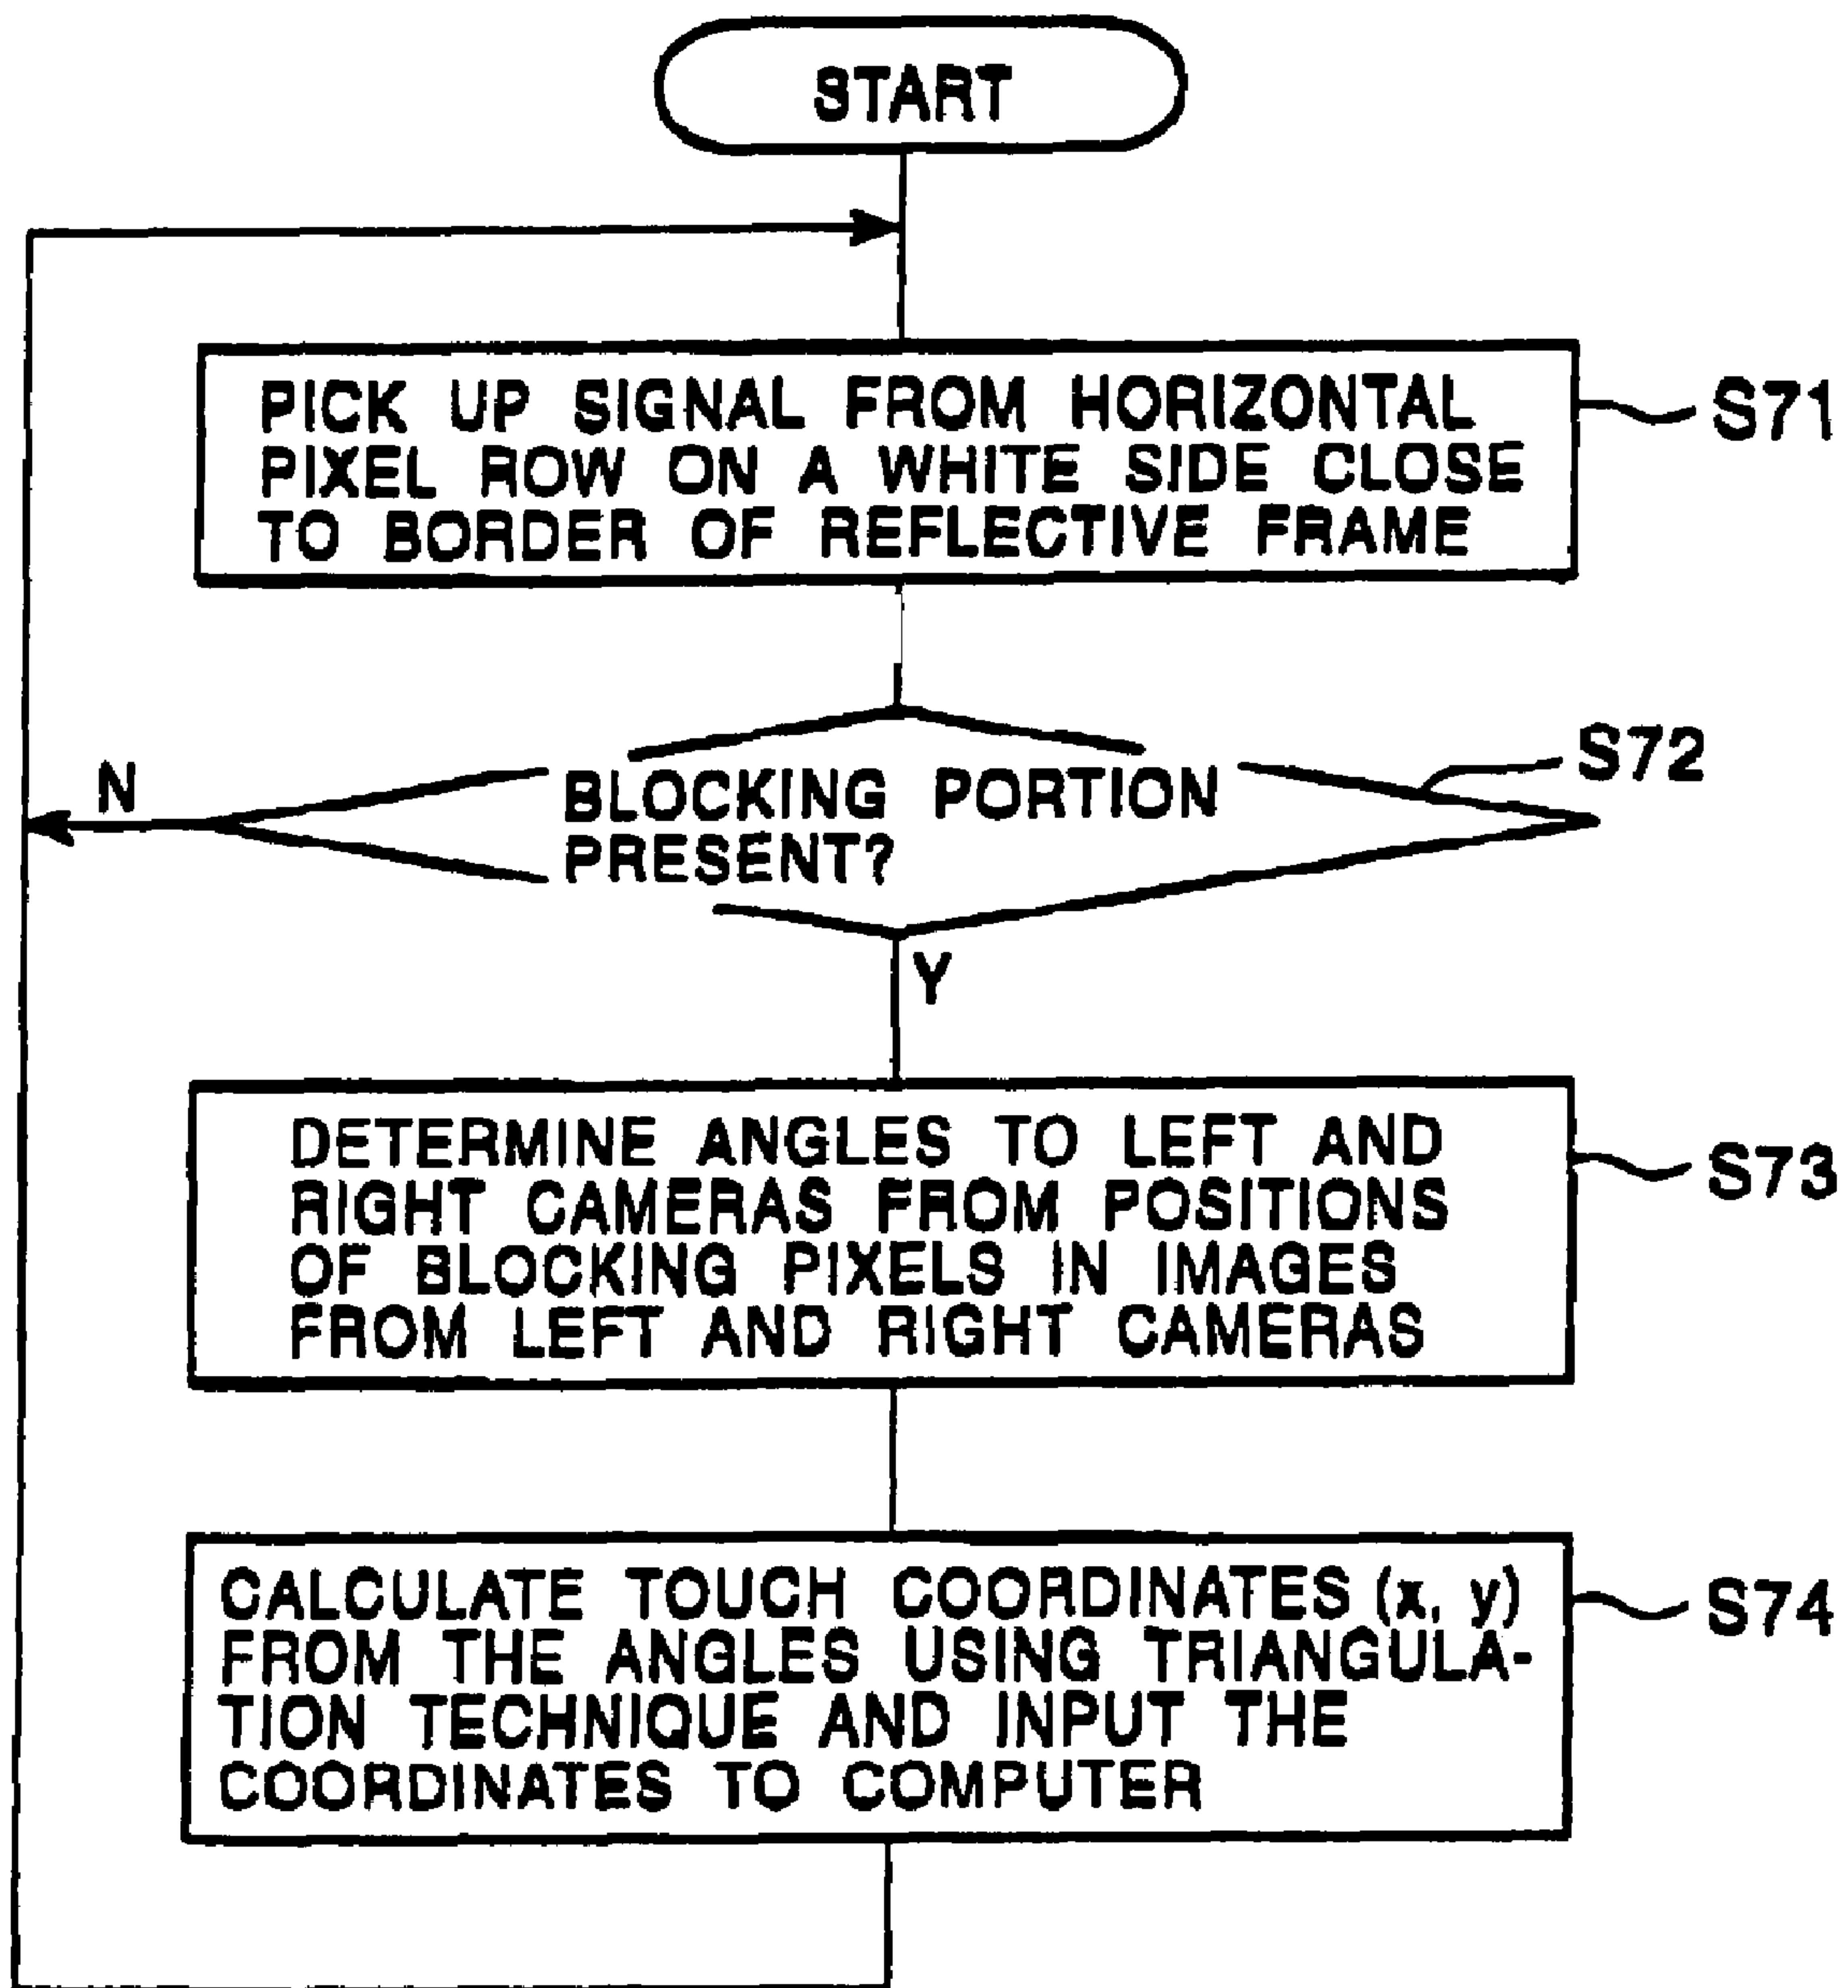 START
PICK UP SIGNAL FROM HORIZONTAL
PIXEL ROW ON A WHITE SIDE CLOSE
TO BORDER OF REFLECTIVE FRAME
S71
N
BLOCKING PORTION
PRESENT?
S72
Y
DETERMINE ANGLES TO LEFT AND
RIGHT CAMERAS FROM POSITIONS
OF BLOCKING PIXELS IN IMAGES
FROM LEFT AND RIGHT CAMERAS
S73
CALCULATE TOUCH COORDINATES (x, y)
FROM THE ANGLES USING TRIANGULA-
TION TECHNIQUE AND INPUT THE
COORDINATES TO COMPUTER
S74